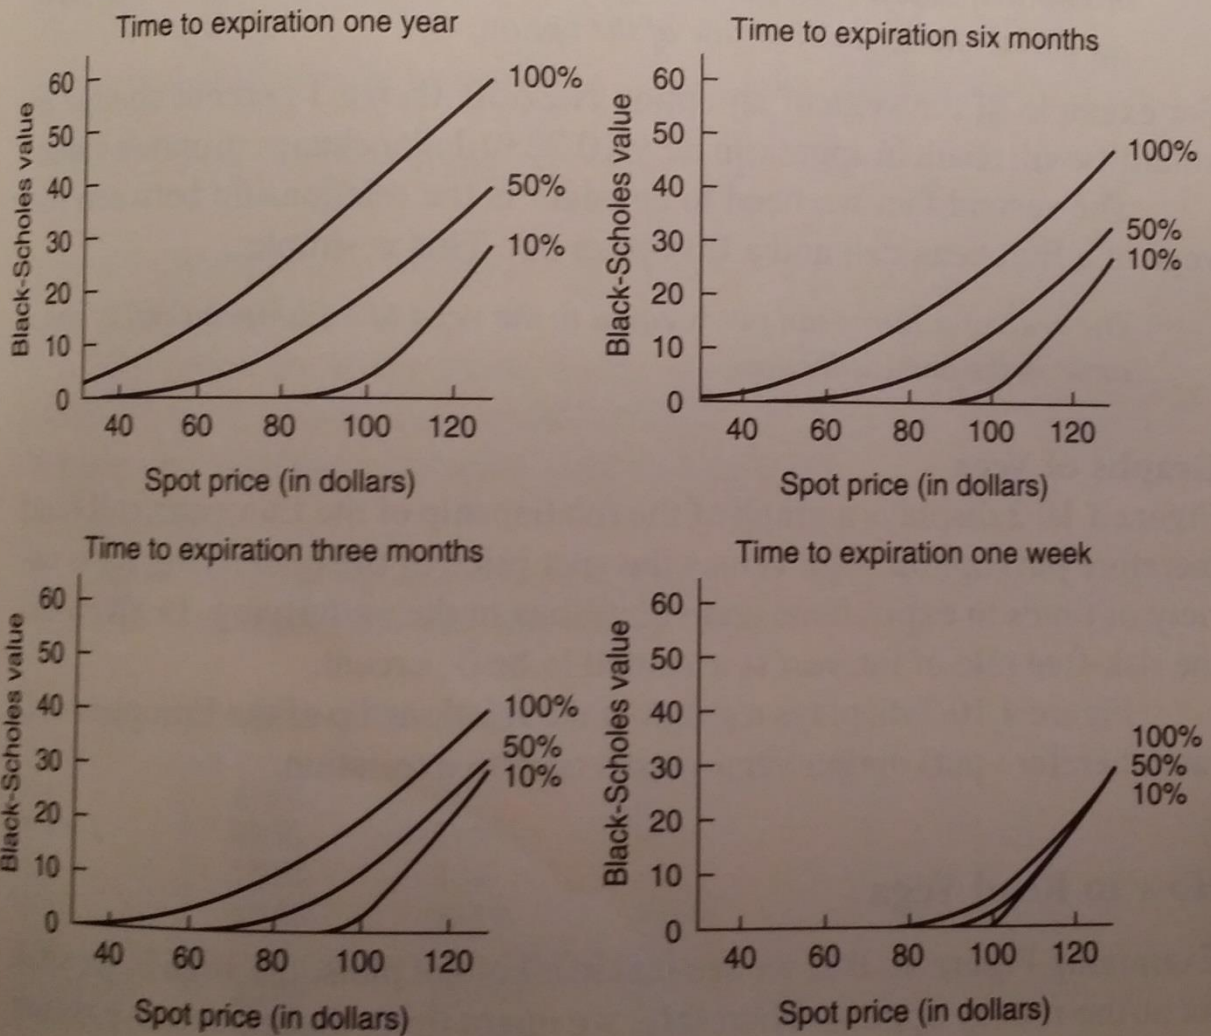 Time to expiration one year
Black-Scholes value
60
50
40
30
20
10
0
100%
50%
10%
40 60 80 100 120
Spot price (in dollars)
Time to expiration six months
Black-Scholes value
60
50
40
30
20
10
0
100%
50%
10%
40 60 80 100 120
Spot price (in dollars)
Time to expiration three months
Black-Scholes value
60
50
40
30
20
10
0
100%
50%
10%
40 60 80 100 120
Spot price (in dollars)
Time to expiration one week
Black-Scholes value
60
50
40
30
20
10
0
100%
50%
10%
40 60 80 100 120
Spot price (in dollars)